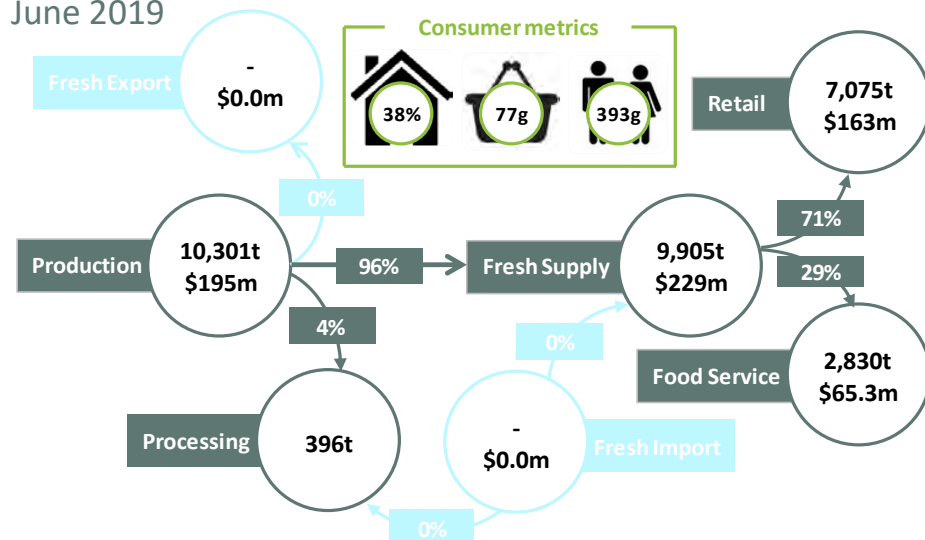 June 2019
Consumer metrics
38%
77g
393g
Fresh Export
-
$0.0m
Retail
7,075t
$163m
0%
71%
Production
10,301t
$195m
96%
Fresh Supply
9,905t
$229m
29%
4%
0%
Food Service
2,830t
$65.3m
Processing
396t
-
$0.0m
Fresh Import
0%